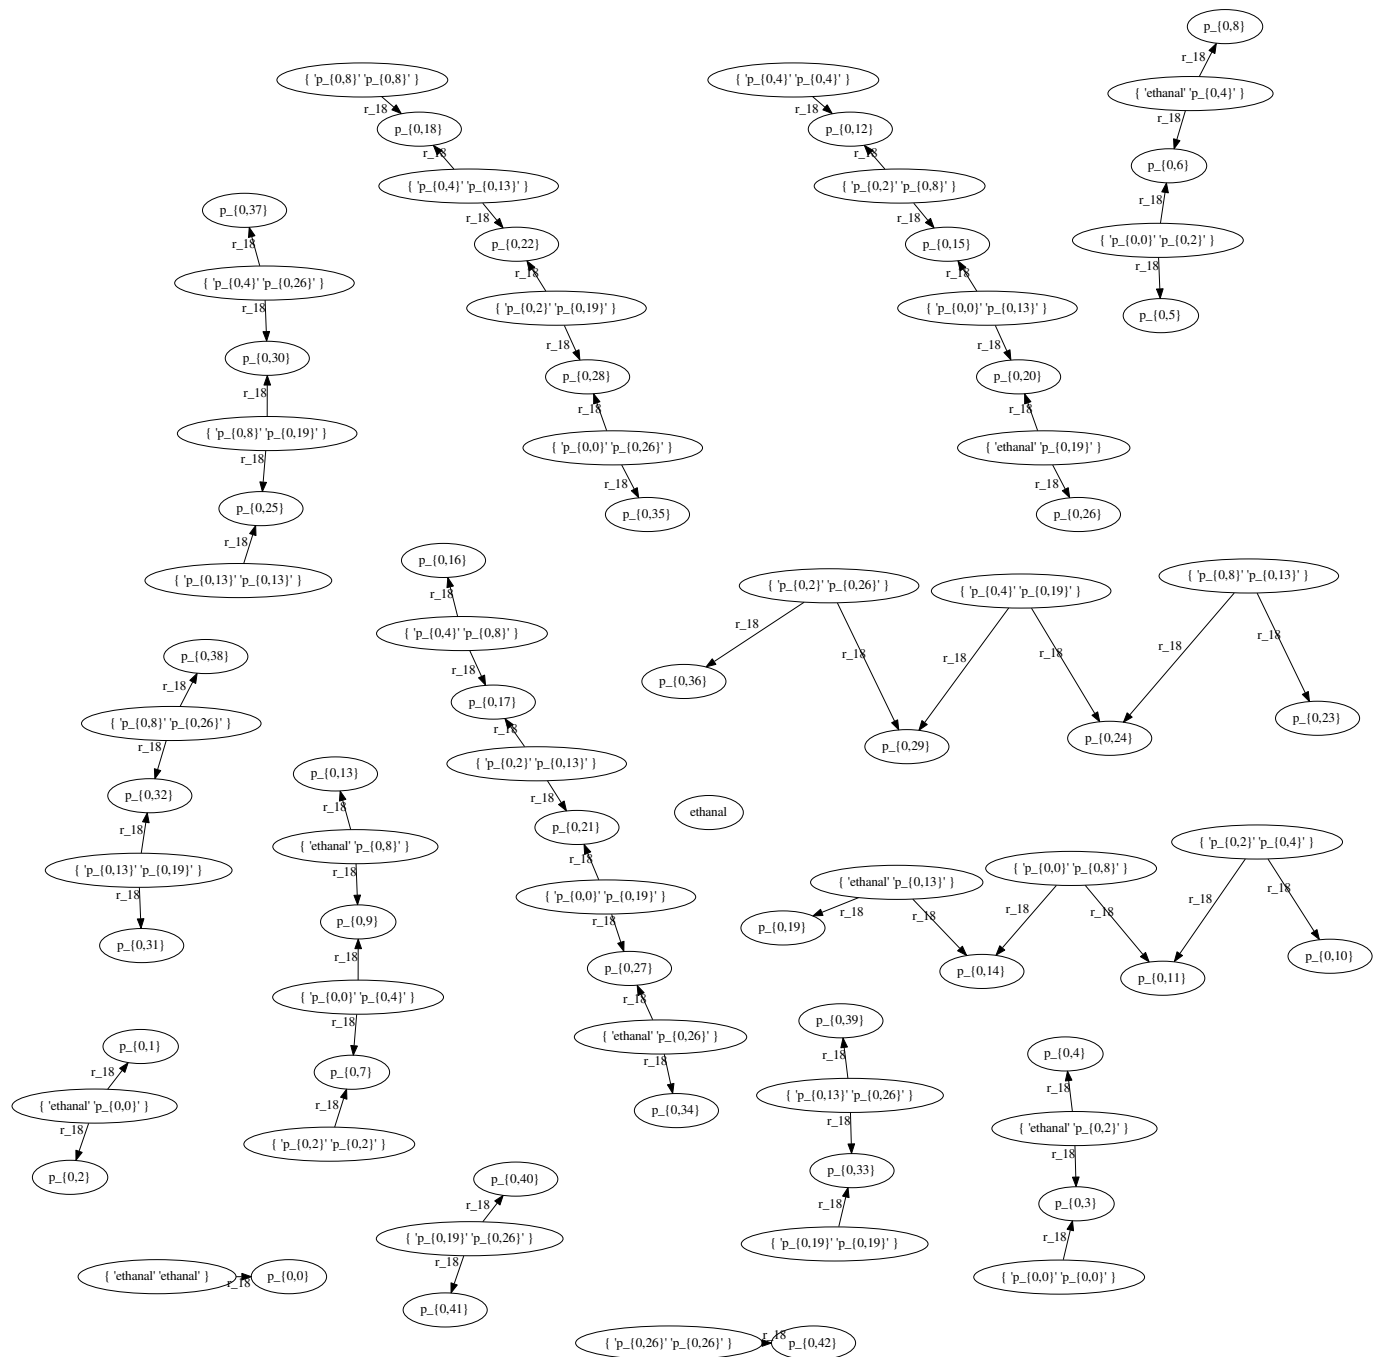 p_{0,8}
{ 'p_{0,8}' 'p_{0,8}' }
r_18
p_{0,18}
r_18
{ 'p_{0,4}' 'p_{0,13}' }
r_18
p_{0,22}
r_18
{ 'p_{0,2}' 'p_{0,19}' }
r_18
p_{0,28}
r_18
{ 'p_{0,0}' 'p_{0,26}' }
r_18
p_{0,35}
{ 'p_{0,4}' 'p_{0,4}' }
r_18
p_{0,12}
r_18
{ 'p_{0,2}' 'p_{0,8}' }
r_18
p_{0,15}
r_18
{ 'p_{0,0}' 'p_{0,13}' }
r_18
p_{0,20}
r_18
{ 'ethanal' 'p_{0,19}' }
r_18
p_{0,26}
r_18
{ 'ethanal' 'p_{0,4}' }
r_18
p_{0,6}
r_18
{ 'p_{0,0}' 'p_{0,2}' }
r_18
p_{0,5}
p_{0,37}
r_18
{ 'p_{0,4}' 'p_{0,26}' }
r_18
p_{0,30}
r_18
{ 'p_{0,8}' 'p_{0,19}' }
r_18
p_{0,25}
r_18
{ 'p_{0,13}' 'p_{0,13}' }
p_{0,16}
r_18
{ 'p_{0,4}' 'p_{0,8}' }
r_18
p_{0,17}
r_18
{ 'p_{0,2}' 'p_{0,13}' }
r_18
p_{0,21}
r_18
{ 'p_{0,0}' 'p_{0,19}' }
r_18
p_{0,27}
r_18
{ 'ethanal' 'p_{0,26}' }
r_18
p_{0,34}
{ 'p_{0,2}' 'p_{0,26}' }
{ 'p_{0,4}' 'p_{0,19}' }
{ 'p_{0,8}' 'p_{0,13}' }
r_18
r_18
r_18
r_18
r_18
r_18
p_{0,36}
p_{0,29}
p_{0,24}
p_{0,23}
p_{0,38}
r_18
{ 'p_{0,8}' 'p_{0,26}' }
r_18
p_{0,32}
r_18
{ 'p_{0,13}' 'p_{0,19}' }
r_18
p_{0,31}
p_{0,13}
r_18
{ 'ethanal' 'p_{0,8}' }
r_18
p_{0,9}
r_18
{ 'p_{0,0}' 'p_{0,4}' }
r_18
p_{0,7}
r_18
{ 'p_{0,2}' 'p_{0,2}' }
ethanal
{ 'ethanal' 'p_{0,13}' }
{ 'p_{0,0}' 'p_{0,8}' }
{ 'p_{0,2}' 'p_{0,4}' }
r_18
r_18
r_18
r_18
r_18
r_18
p_{0,19}
p_{0,14}
p_{0,11}
p_{0,10}
p_{0,1}
r_18
{ 'ethanal' 'p_{0,0}' }
r_18
p_{0,2}
p_{0,39}
r_18
{ 'p_{0,13}' 'p_{0,26}' }
r_18
p_{0,33}
r_18
{ 'p_{0,19}' 'p_{0,19}' }
p_{0,4}
r_18
{ 'ethanal' 'p_{0,2}' }
r_18
p_{0,3}
r_18
{ 'p_{0,0}' 'p_{0,0}' }
p_{0,40}
r_18
{ 'p_{0,19}' 'p_{0,26}' }
r_18
p_{0,41}
{ 'ethanal' 'ethanal' }
r_18
p_{0,0}
{ 'p_{0,26}' 'p_{0,26}' }
r_18
p_{0,42}